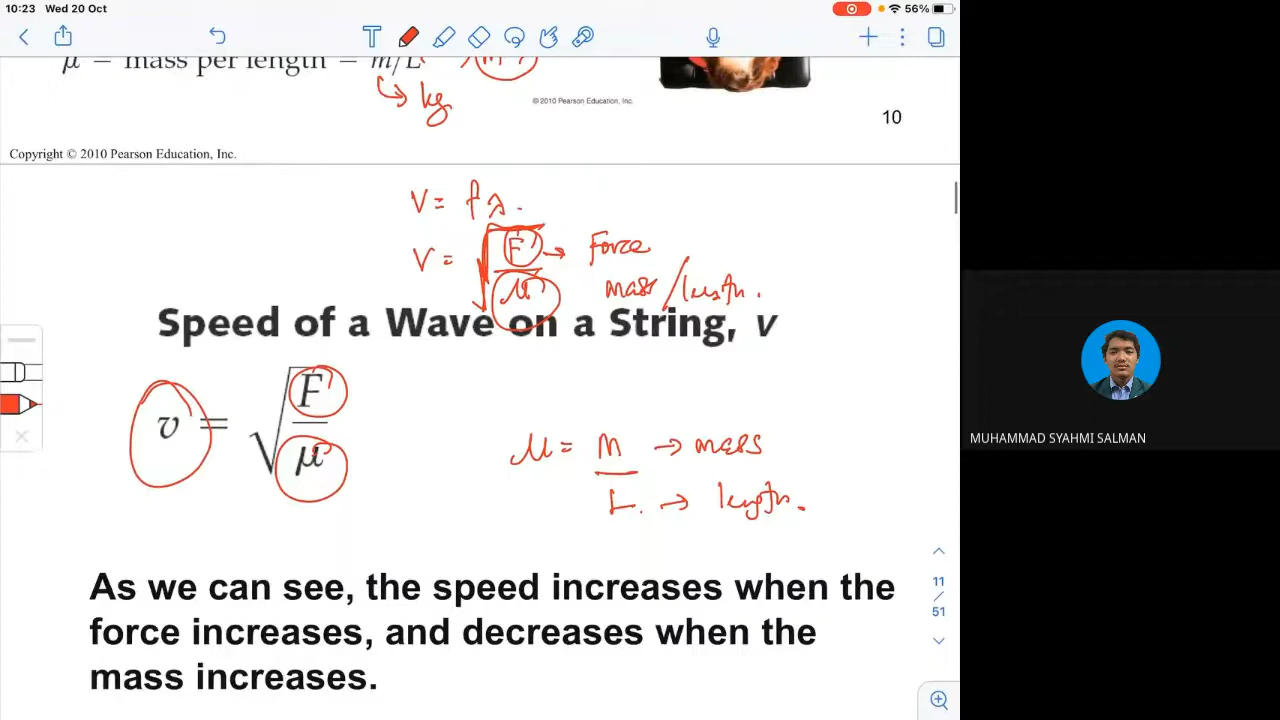 10:23 Wed 20 Oct
56%
μ = mass per length = m/L
kg
© 2010 Pearson Education, Inc.
10
Copyright © 2010 Pearson Education, Inc.
V = fλ.
V = √F/μ → Force
mass/length.
Speed of a Wave on a String, v
v = √F/μ
μ = m → mass
L. → length.
MUHAMMAD SYAHMI SALMAN
11
/
51
As we can see, the speed increases when the
force increases, and decreases when the
mass increases.